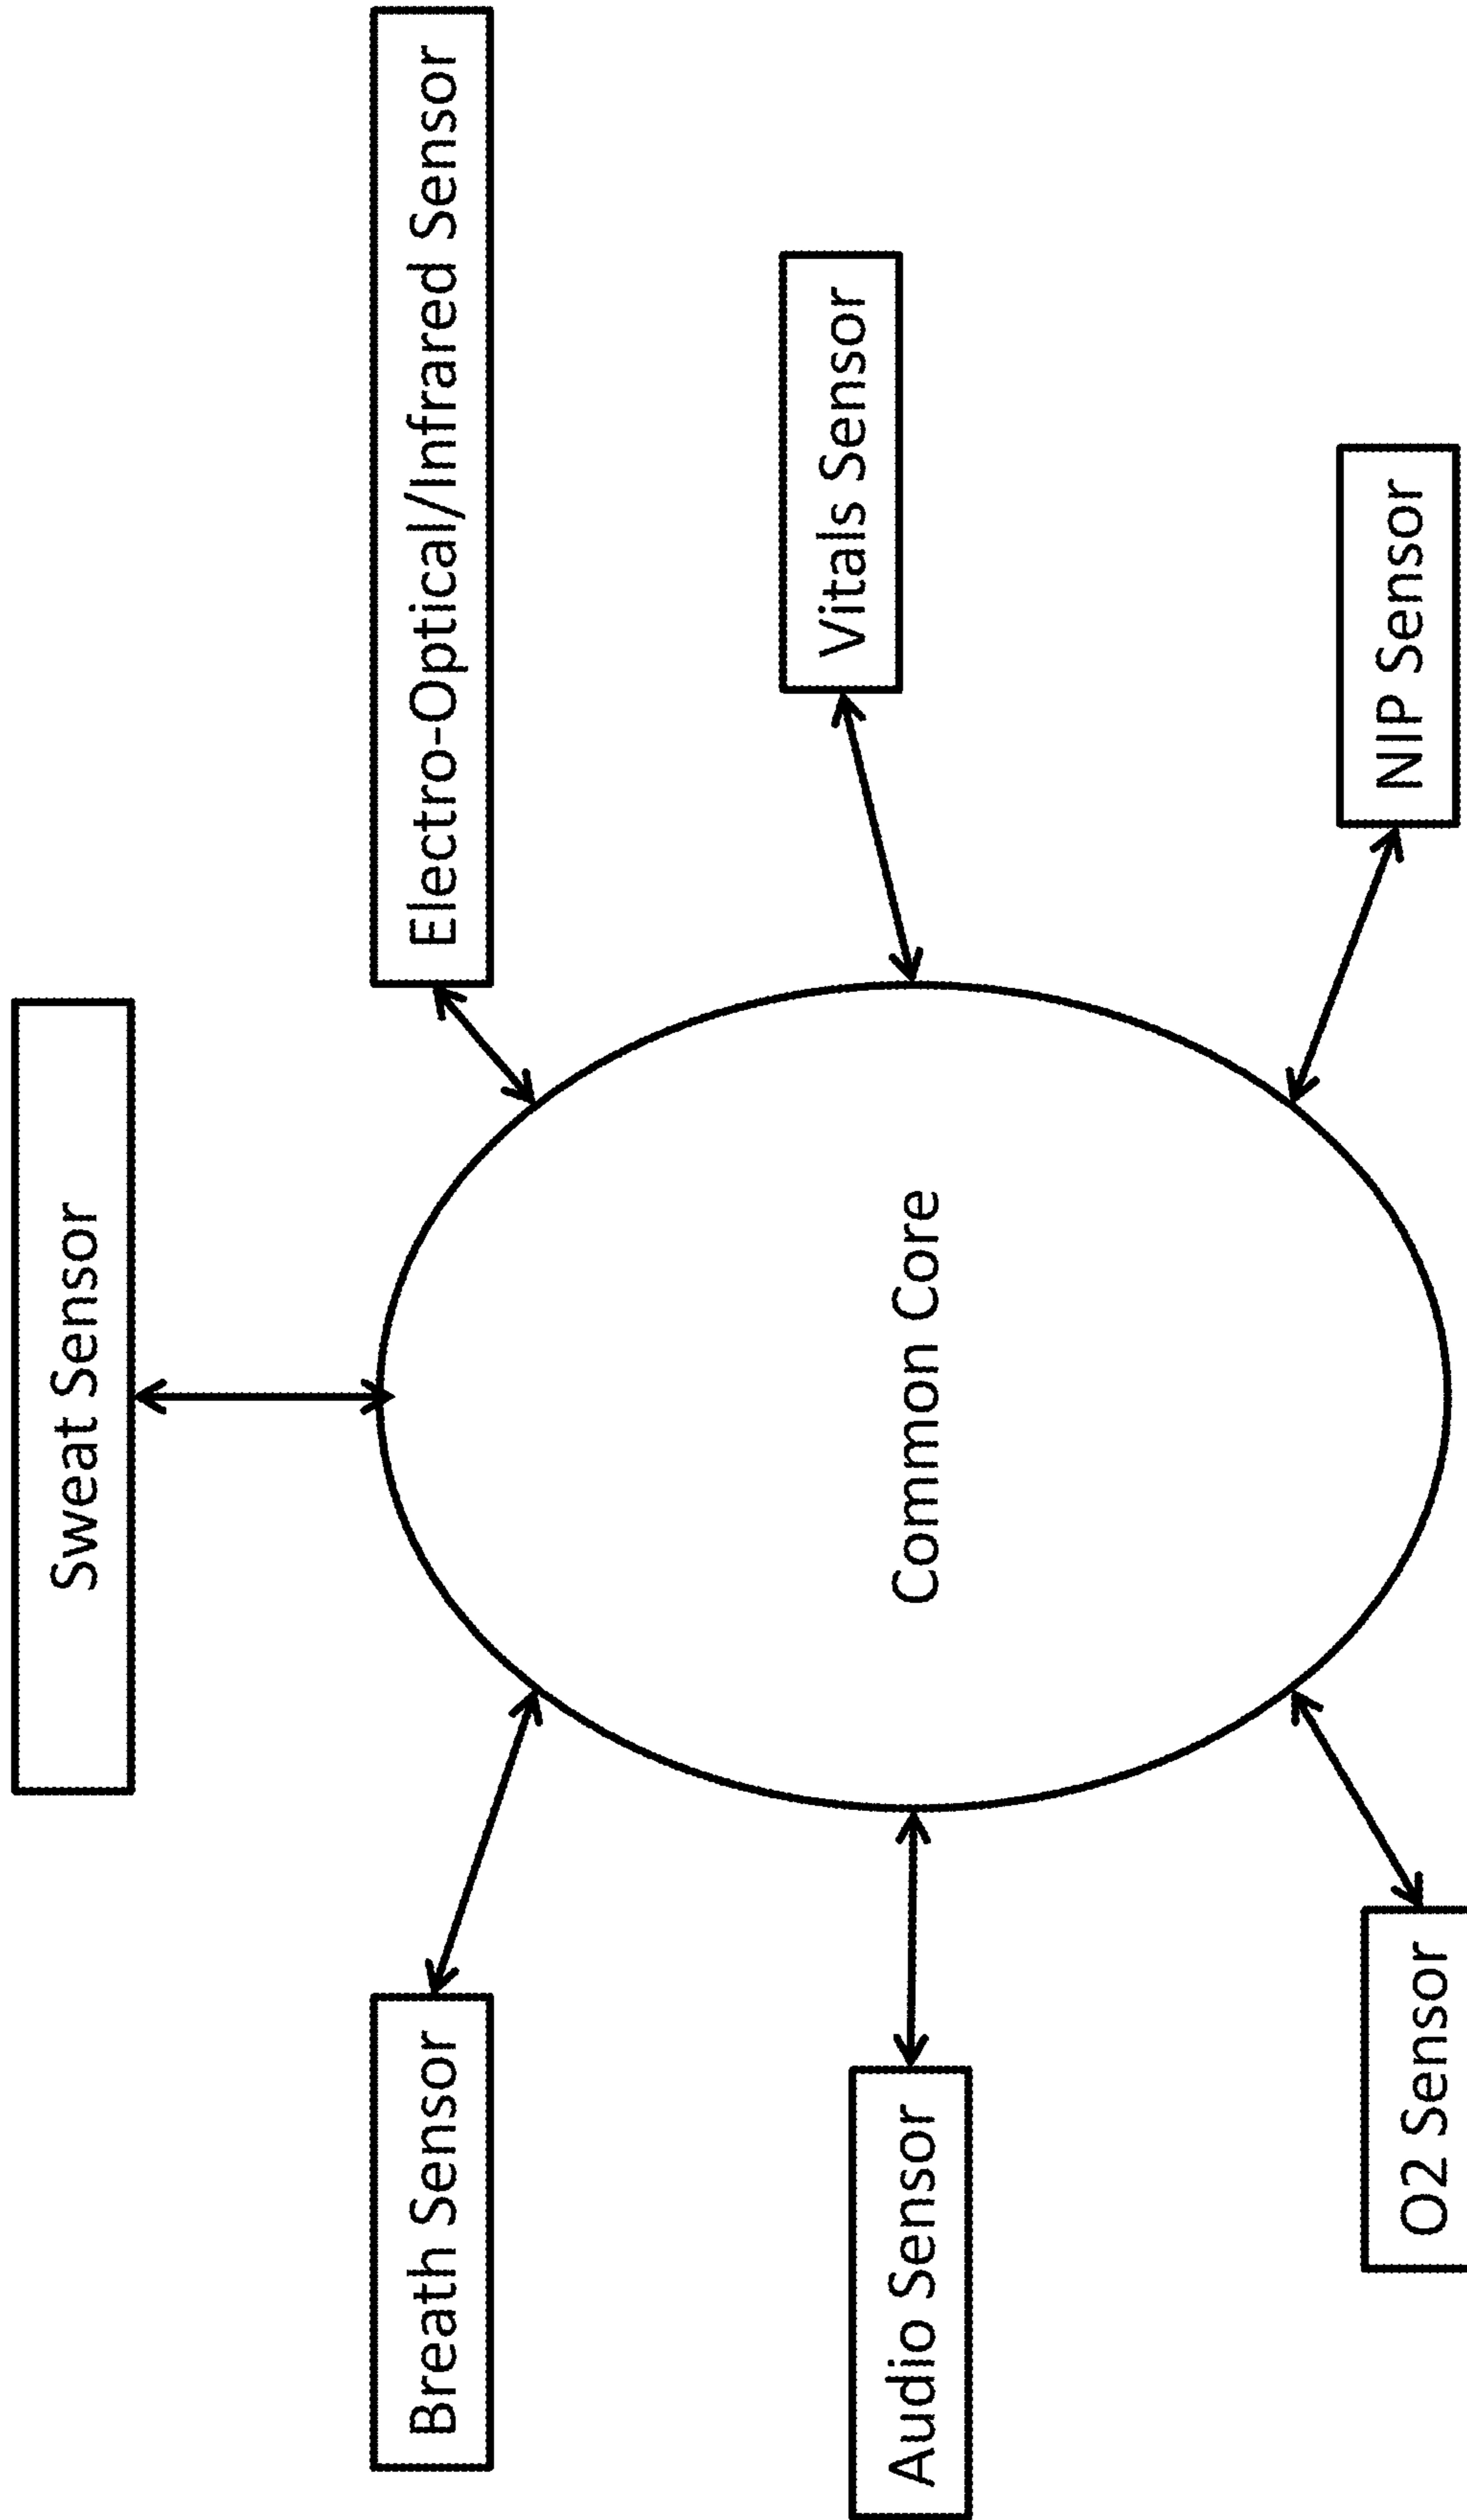 Sweat Sensor
Breath Sensor
Electro-Optical/Infrared Sensor
Vitals Sensor
Common Core
Audio Sensor
NIP Sensor
O2 Sensor